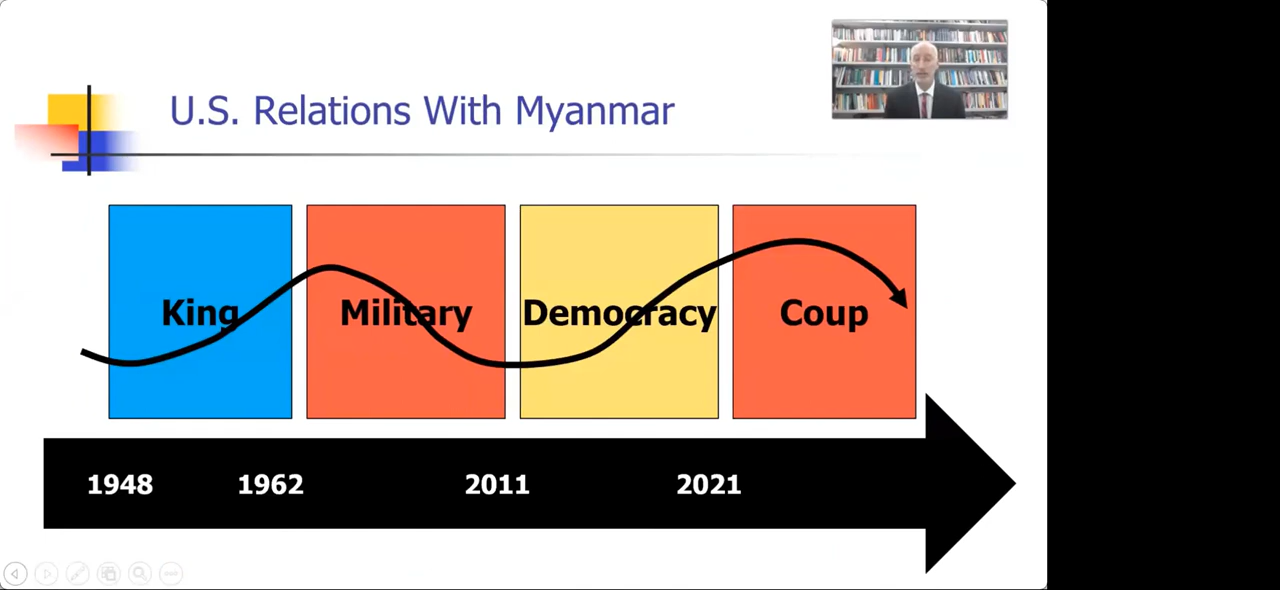 U.S. Relations With Myanmar
King Military Democracy Coup
1948 1962 2011 2021